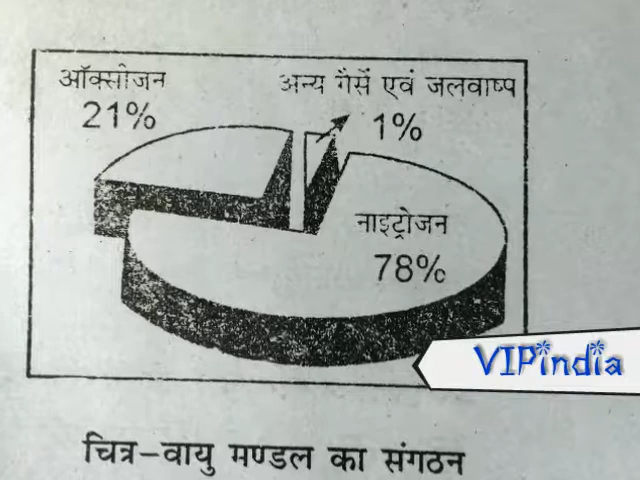 ऑक्सीजन
21%
अन्य गैसें एवं जलवाष्प
1%
नाइट्रोजन
78%
VIPindia
चित्र-वायु मण्डल का संगठन